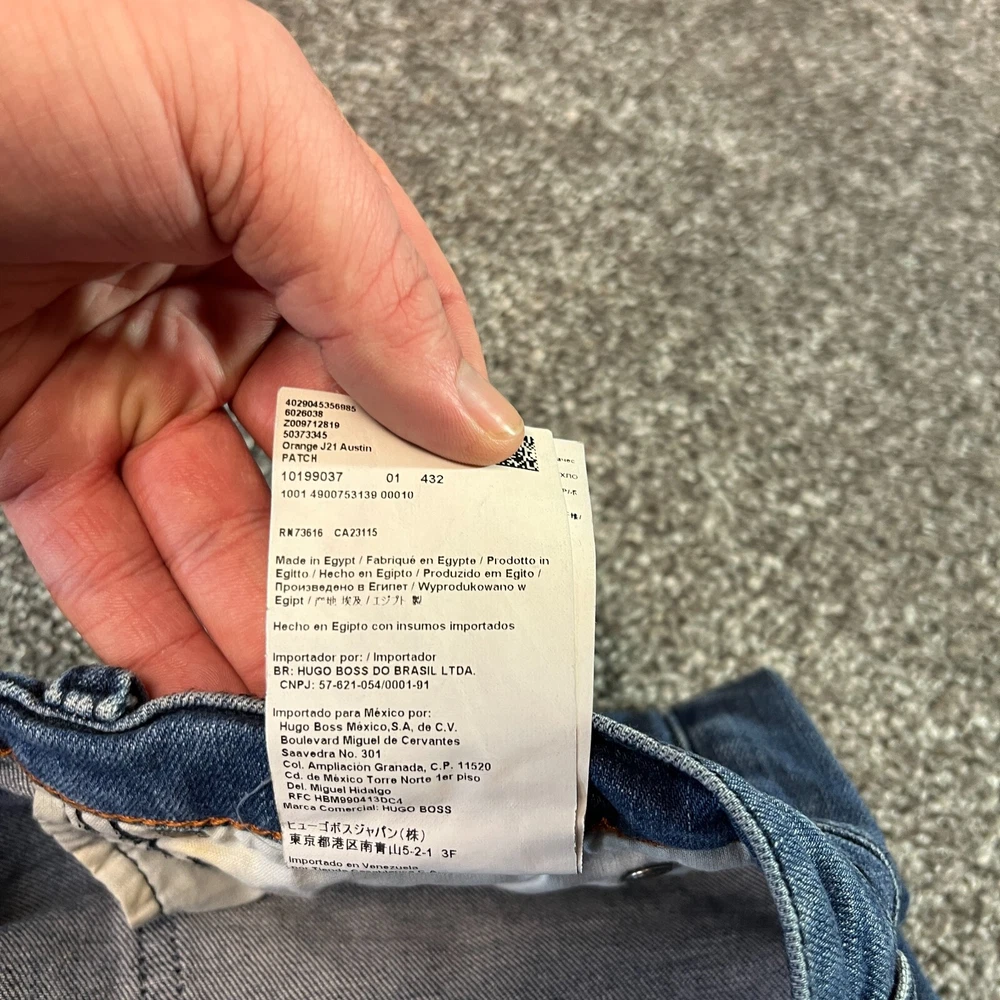 4029045356985
6026038
Z009712819
50373345
Orange J21 Austin
PATCH
10199037 01 432
1001 4900753139 00010
RN73616 CA23115
Made in Egypt / Fabriqué en Egypte / Prodotto in
Egitto / Hecho en Egipto / Produzido em Egito /
Произведено в Египет / Wyprodukowano w
Egipt / 产地 埃及 / エジプト 製
Hecho en Egipto con insumos importados
Importador por: / Importador
BR: HUGO BOSS DO BRASIL LTDA.
CNPJ: 57-621-054/0001-91
Importado para México por:
Hugo Boss México,S.A, de C.V.
Boulevard Miguel de Cervantes
Saavedra No. 301
Col. Ampliación Granada, C.P. 11520
Cd. de México Torre Norte 1er piso
Del. Miguel Hidalgo
RFC HBM990413DC4
Marca Comercial: HUGO BOSS
ヒューゴボスジャパン(株)
東京都港区南青山5-2-1 3F
Importado en Venezuela